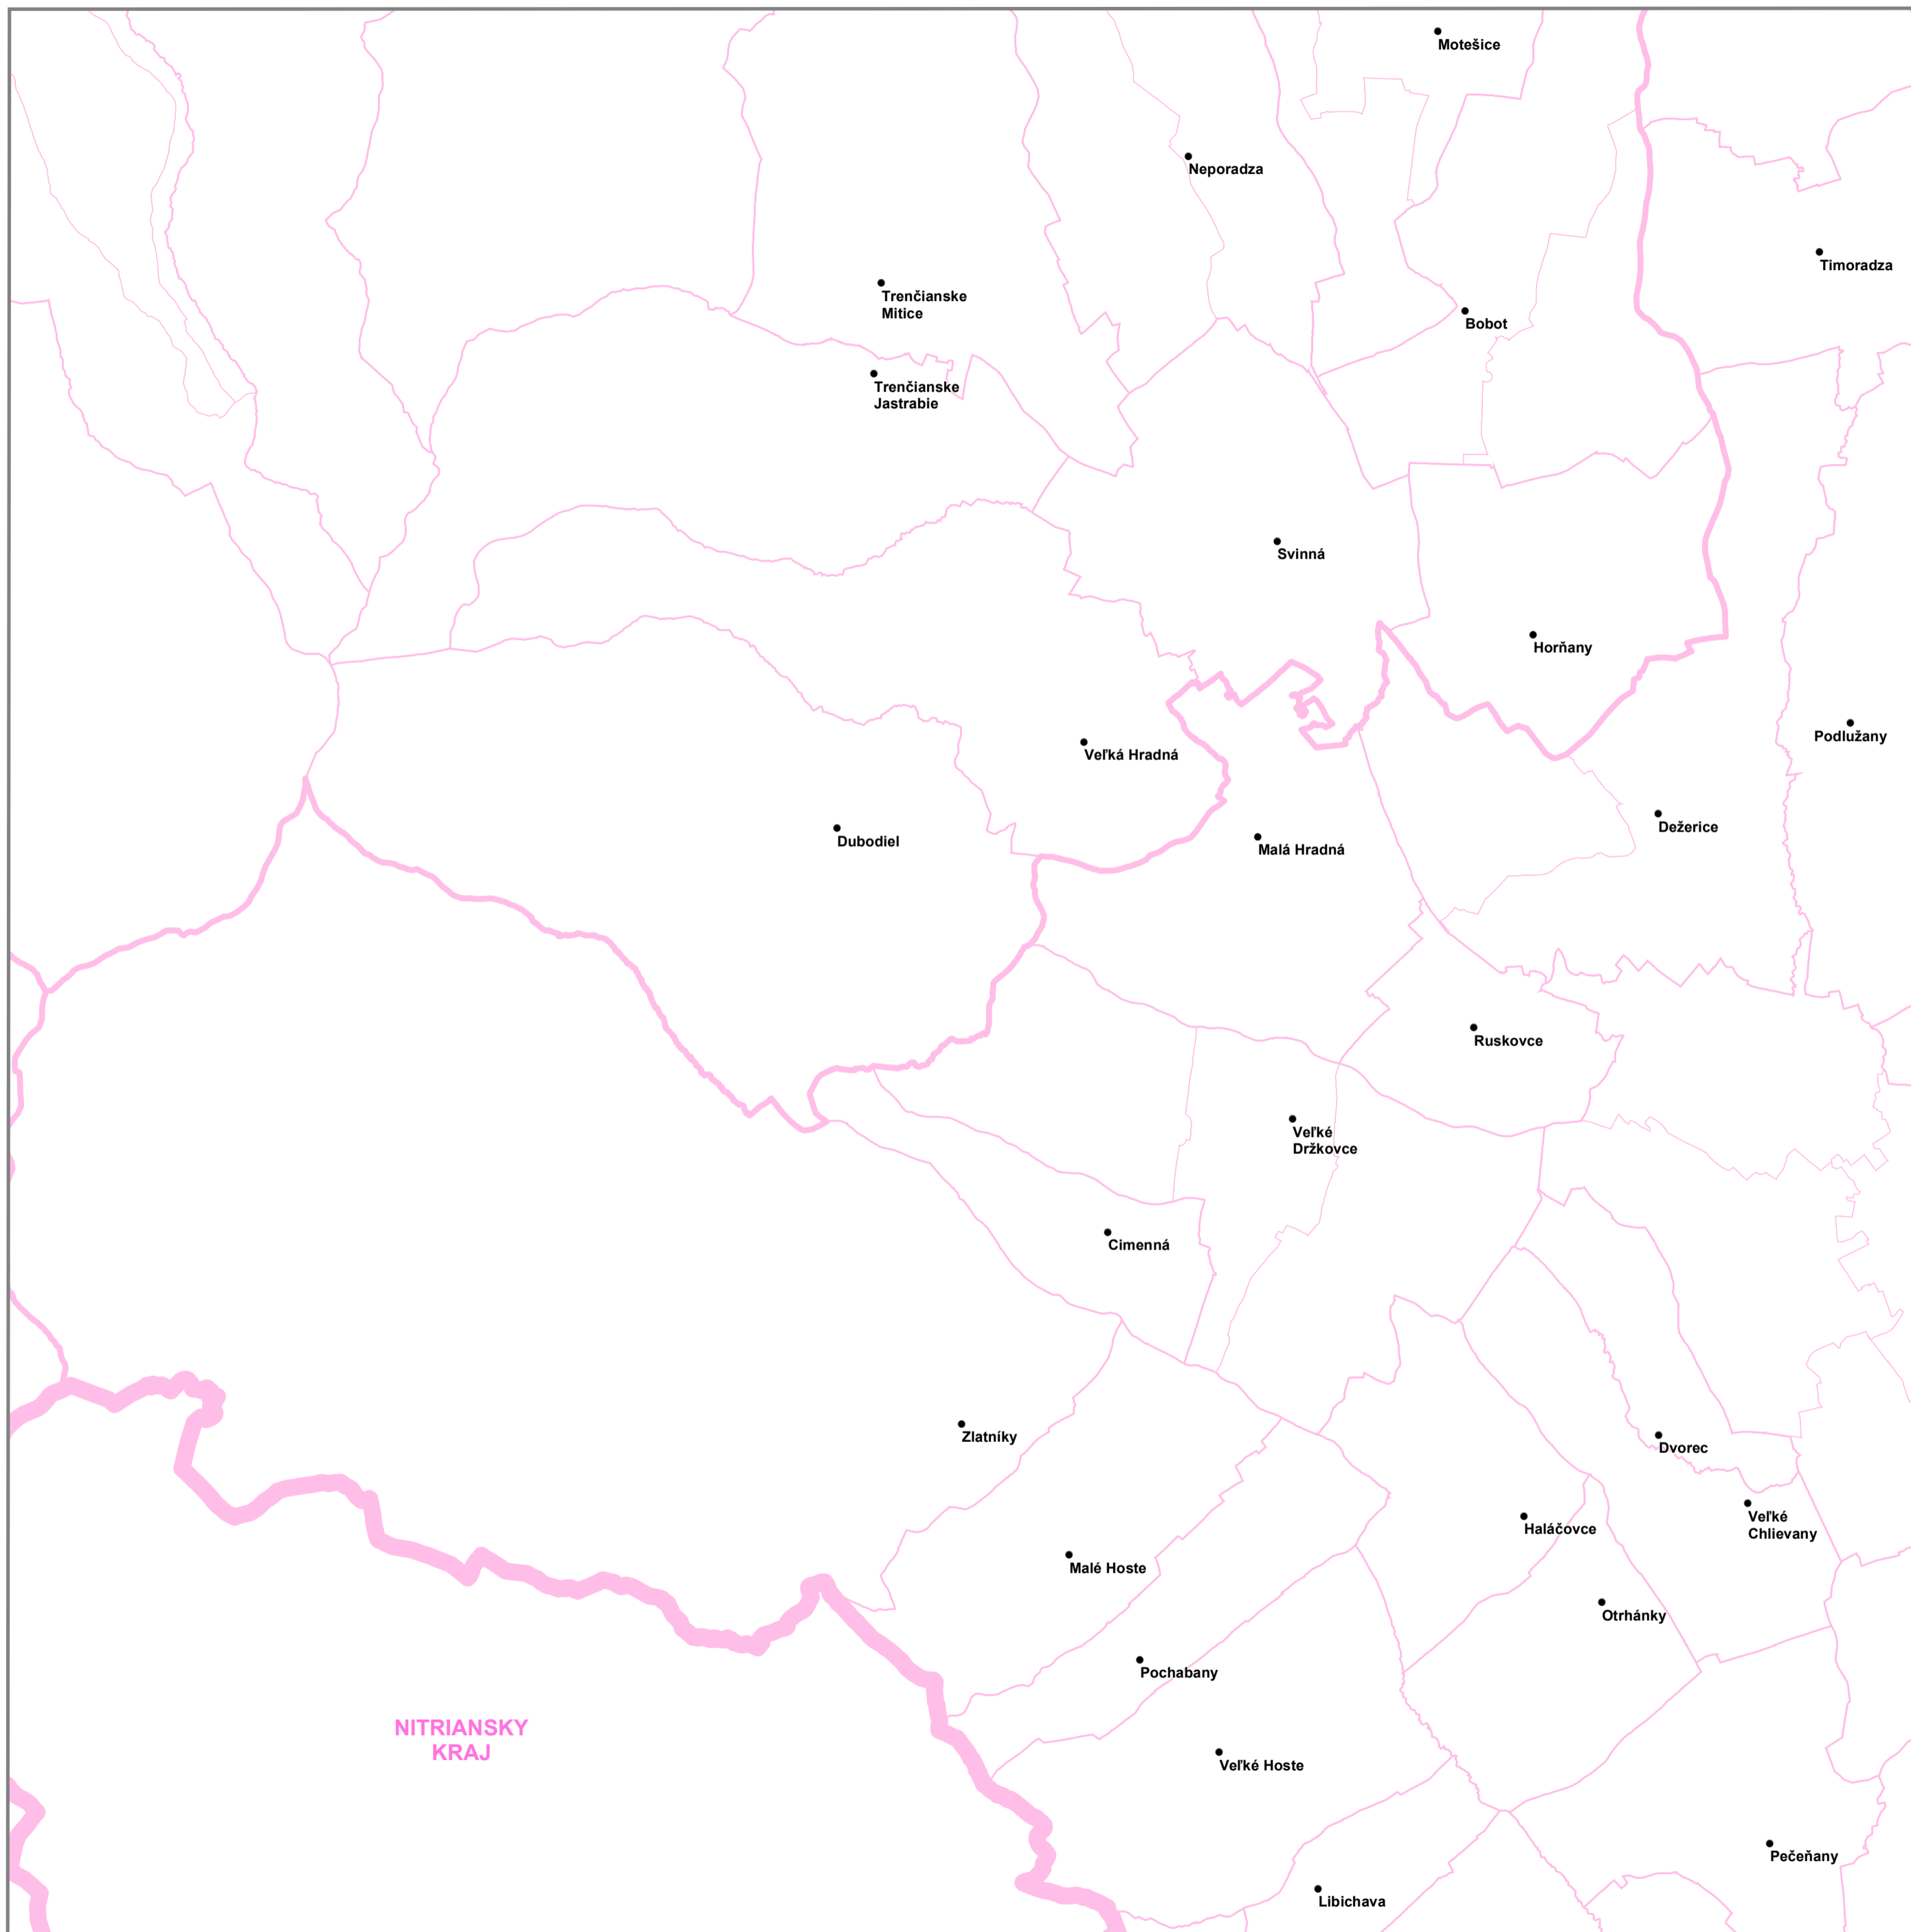 Motešice
Neporadza
Timoradza
Trenčianske
Mitice
Bobot
Trenčianske
Jastrabie
Svinná
Horňany
Podlužany
Veľká Hradná
Dežerice
Dubodiel
Malá Hradná
Ruskovce
Veľké
Držkovce
Cimenná
Zlatníky
Dvorec
Veľké
Chlievany
Haláčovce
Malé Hoste
Otrhánky
Pochabany
NITRIANSKY
KRAJ
Veľké Hoste
Pečeňany
Libichava